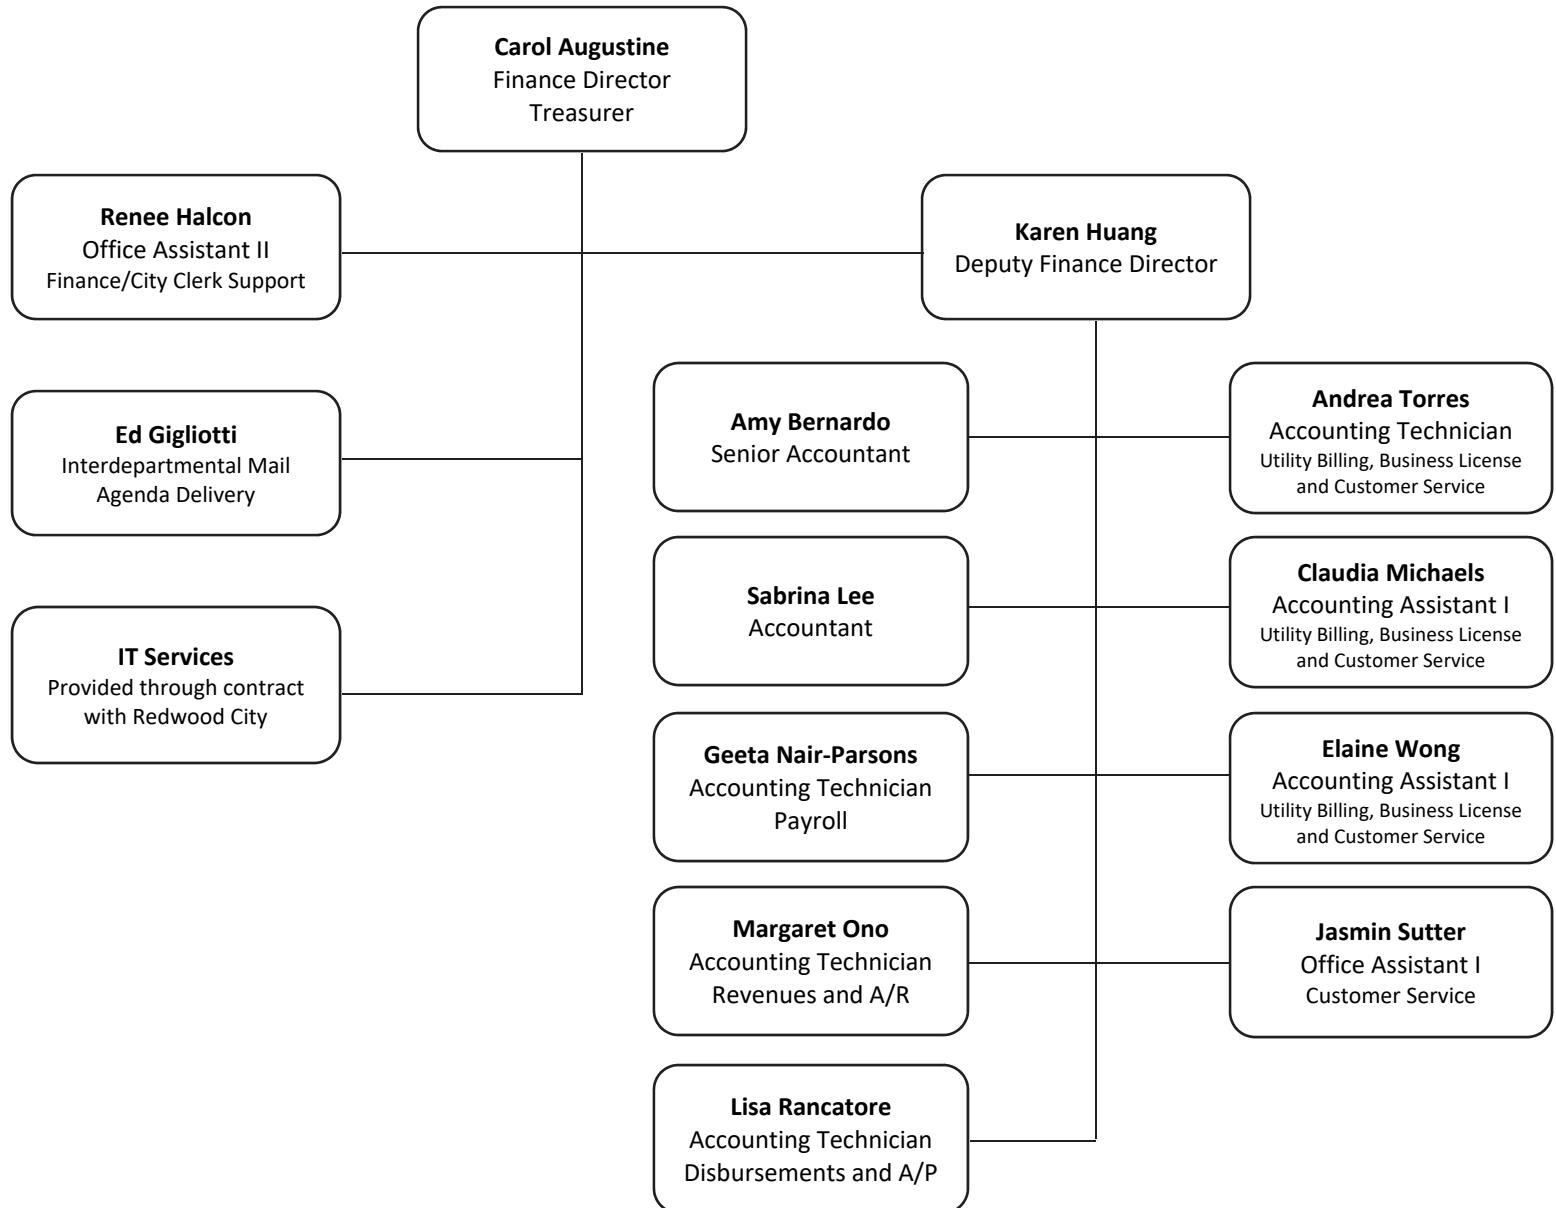 Carol Augustine
Finance Director
Treasurer
Renee Halcon
Office Assistant II
Finance/City Clerk Support
Karen Huang
Deputy Finance Director
Ed Gigliotti
Interdepartmental Mail
Agenda Delivery
IT Services
Provided through contract
with Redwood City
Amy Bernardo
Senior Accountant
Andrea Torres
Accounting Technician
Utility Billing, Business License
and Customer Service
Sabrina Lee
Accountant
Claudia Michaels
Accounting Assistant I
Utility Billing, Business License
and Customer Service
Geeta Nair-Parsons
Accounting Technician
Payroll
Elaine Wong
Accounting Assistant I
Utility Billing, Business License
and Customer Service
Margaret Ono
Accounting Technician
Revenues and A/R
Jasmin Sutter
Office Assistant I
Customer Service
Lisa Rancatore
Accounting Technician
Disbursements and A/P